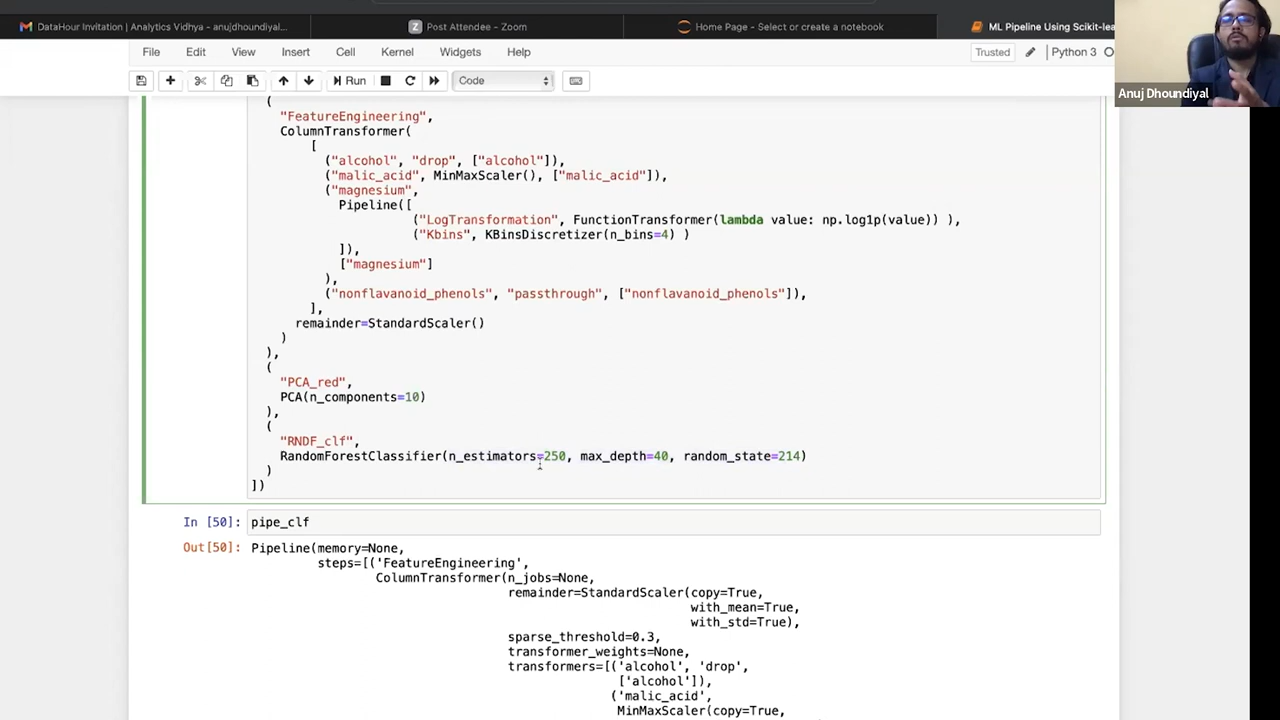 DataHour Invitation | Analytics Vidhya - anujdhoundiyal...
Post Attendee - Zoom
Home Page - Select or create a notebook
ML Pipeline Using Scikit-lea
File Edit View Insert Cell Kernel Widgets Help
Trusted
Python 3
Run
Code
Anuj Dhoundiyal
(
"FeatureEngineering",
ColumnTransformer(
[
("alcohol", "drop", ["alcohol"]),
("malic_acid", MinMaxScaler(), ["malic_acid"]),
("magnesium",
Pipeline([
("LogTransformation", FunctionTransformer(lambda value: np.log1p(value)) ),
("Kbins", KBinsDiscretizer(n_bins=4) )
]),
["magnesium"]
),
("nonflavanoid_phenols", "passthrough", ["nonflavanoid_phenols"]),
],
remainder=StandardScaler()
)
),
(
"PCA_red",
PCA(n_components=10)
),
(
"RNDF_clf",
RandomForestClassifier(n_estimators=250, max_depth=40, random_state=214)
)
])
In [50]: pipe_clf
Out[50]: Pipeline(memory=None,
steps=[('FeatureEngineering',
ColumnTransformer(n_jobs=None,
remainder=StandardScaler(copy=True,
with_mean=True,
with_std=True),
sparse_threshold=0.3,
transformer_weights=None,
transformers=[('alcohol', 'drop',
['alcohol']),
('malic_acid',
MinMaxScaler(copy=True,